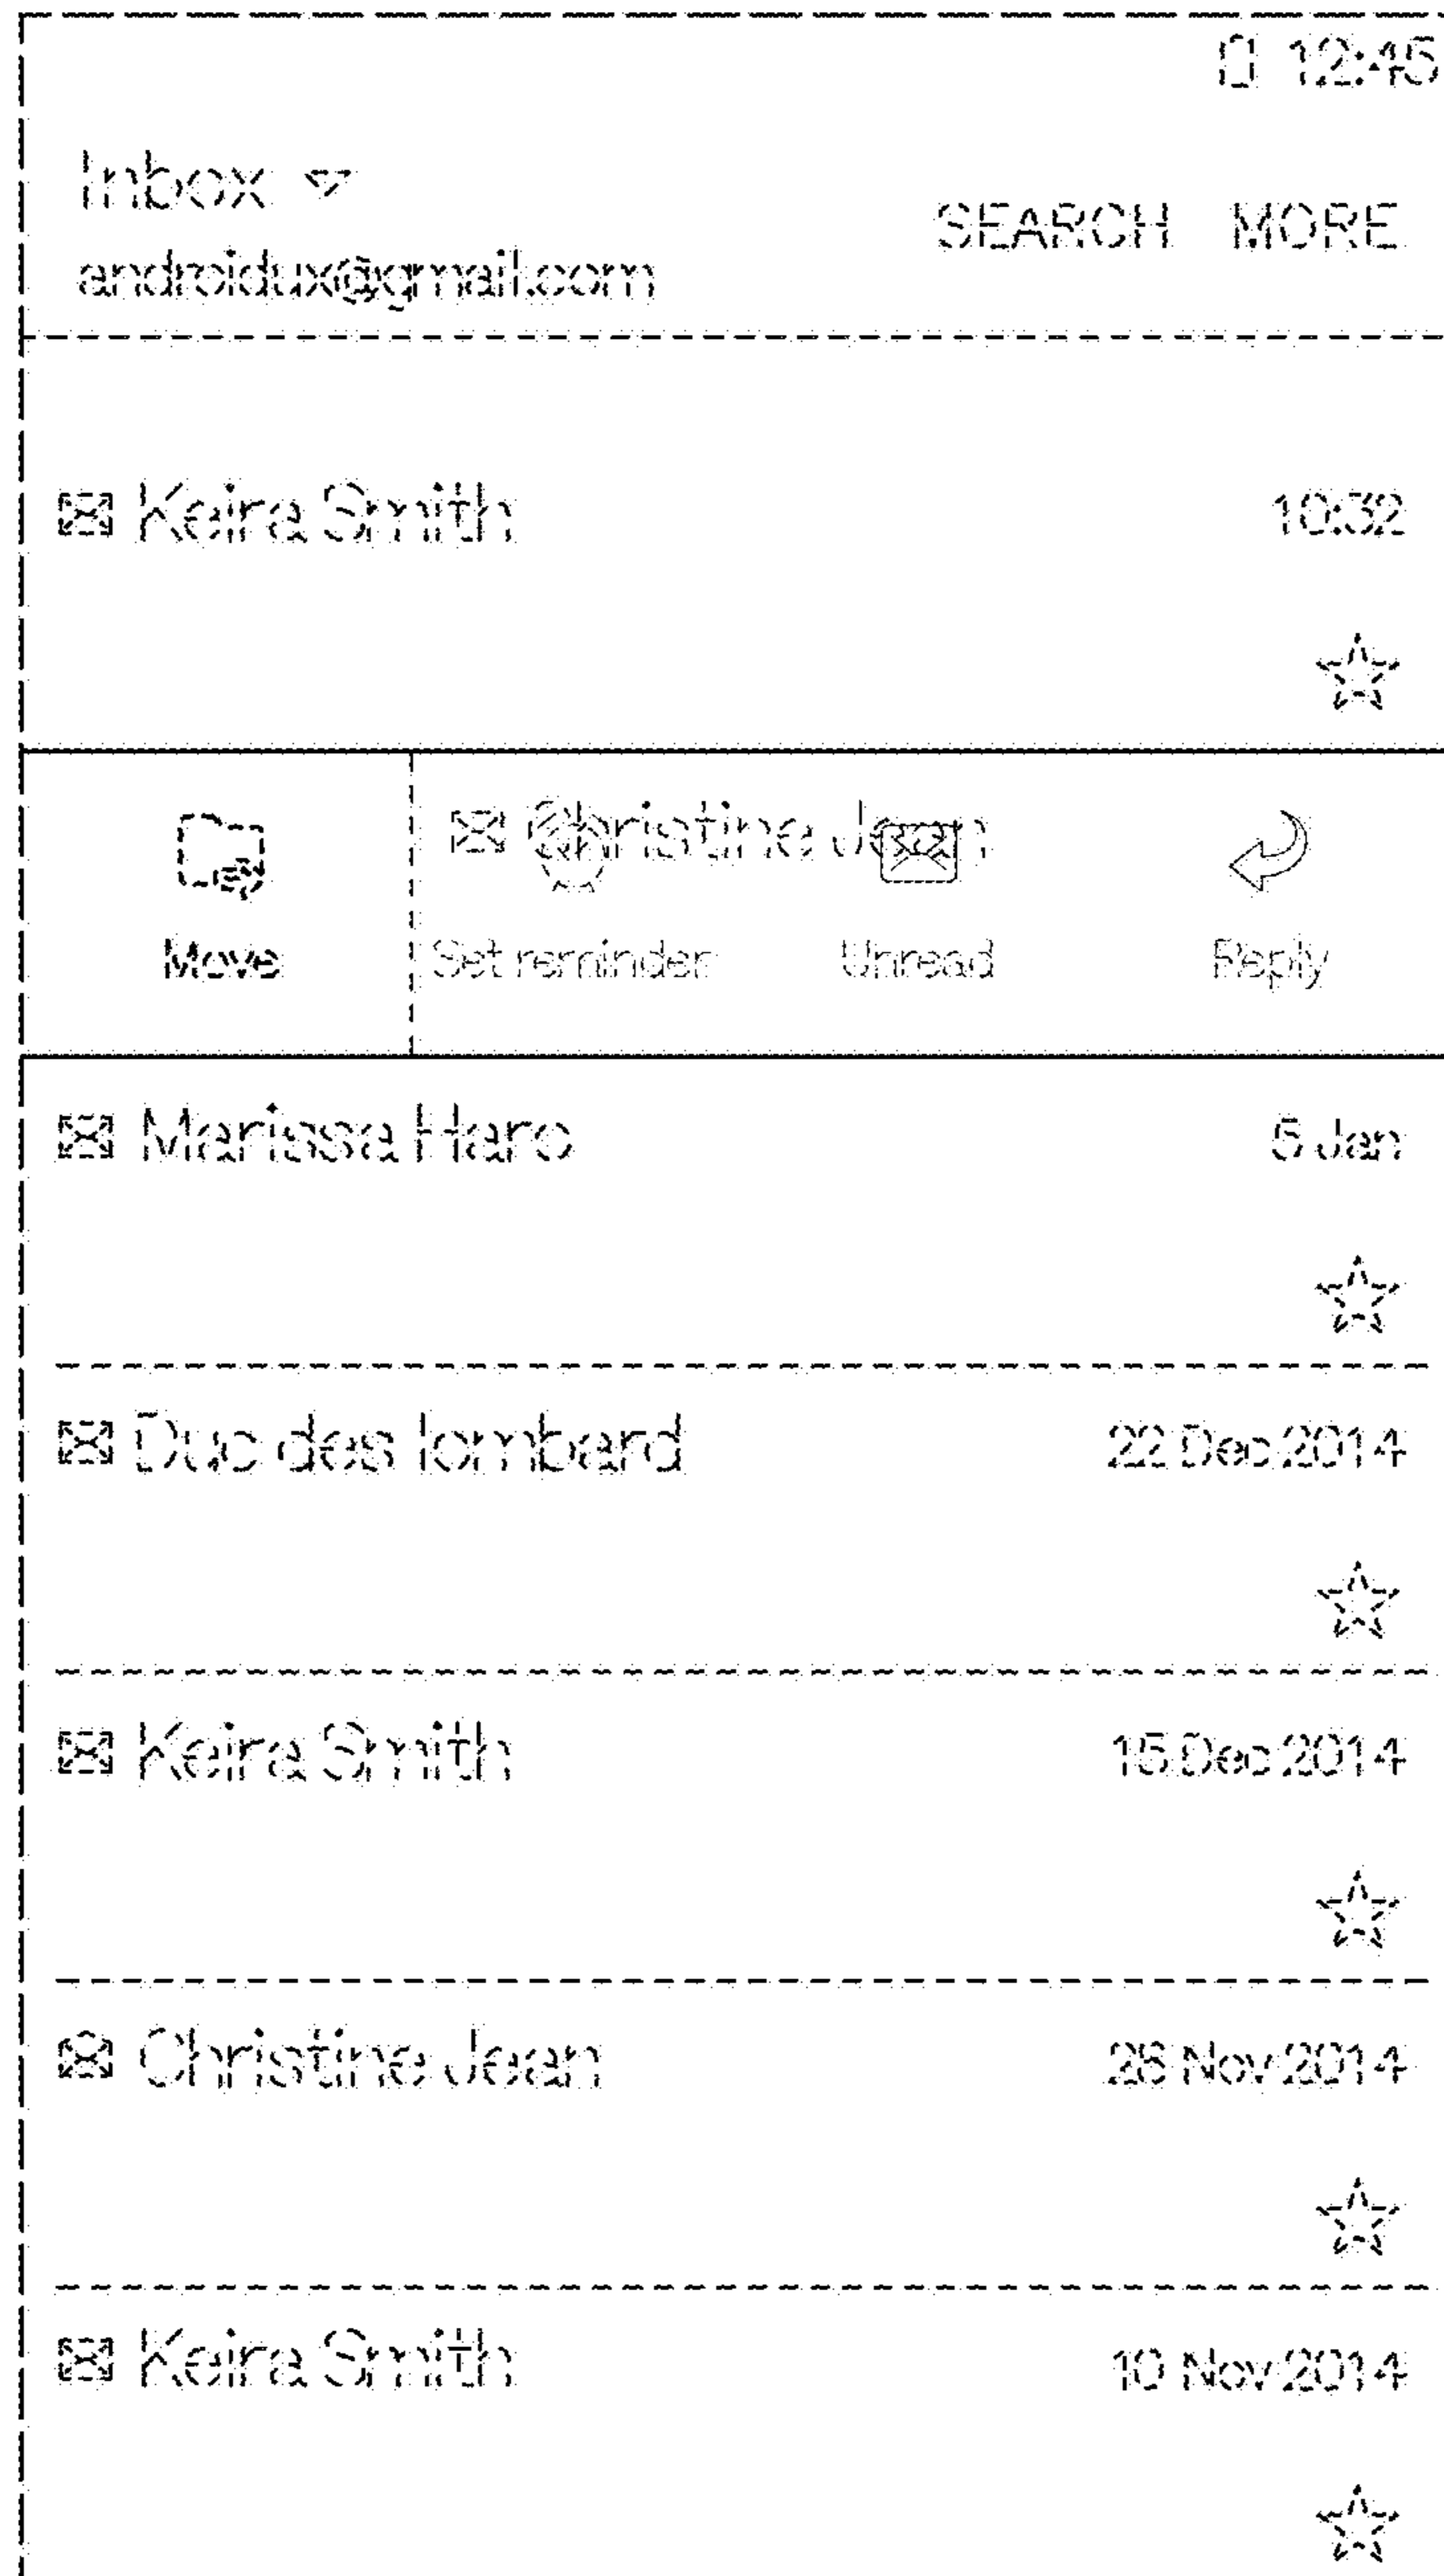 12:45
Inbox
SEARCH MORE
androidux@gmail.com
Keira Smith 10:32
Christine Jean
Move Set reminder Unread Reply
Marissa Haro 5 Jan
Duc des lombard 22 Dec 2014
Keira Smith 15 Dec 2014
Christine Jean 28 Nov 2014
Keira Smith 10 Nov 2014